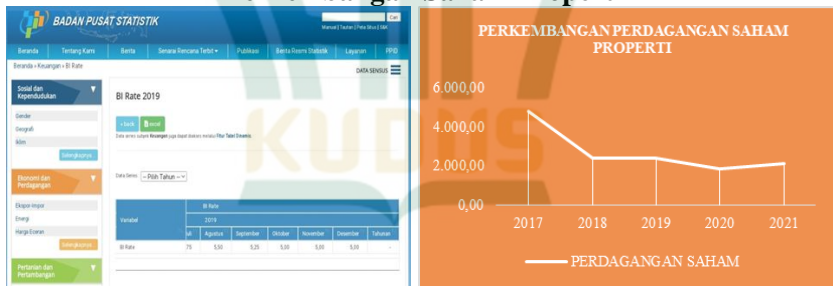 BADAN PUSAT STATISTIK
Cari
Beranda
Tentang Kami
Berita
Senarai Rencana Terbit
Publikasi
Berita Resmi Statistik
Layanan
PPID
Beranda » Keuangan » BI Rate
DATA SENSUS
Sosial dan Kependudukan
Gender
Geografi
Iklim
Selengkapnya
Ekonomi dan Perdagangan
Ekspor-Impor
Energi
Harga Eceran
Selengkapnya
Pertanian dan Pertambangan
BI Rate 2019
Data Series :
-- Pilih Tahun --
Variabel
BI Rate
2019
Juli Agustus September Oktober November Desember Tahunan
BI Rate 75 5,50 5,25 5,00 5,00 5,00 -
PERKEMBANGAN PERDAGANGAN SAHAM
PROPERTI
6.000,00
4.000,00
2.000,00
0,00
2017 2018 2019 2020 2021
PERDAGANGAN SAHAM
KUDUS